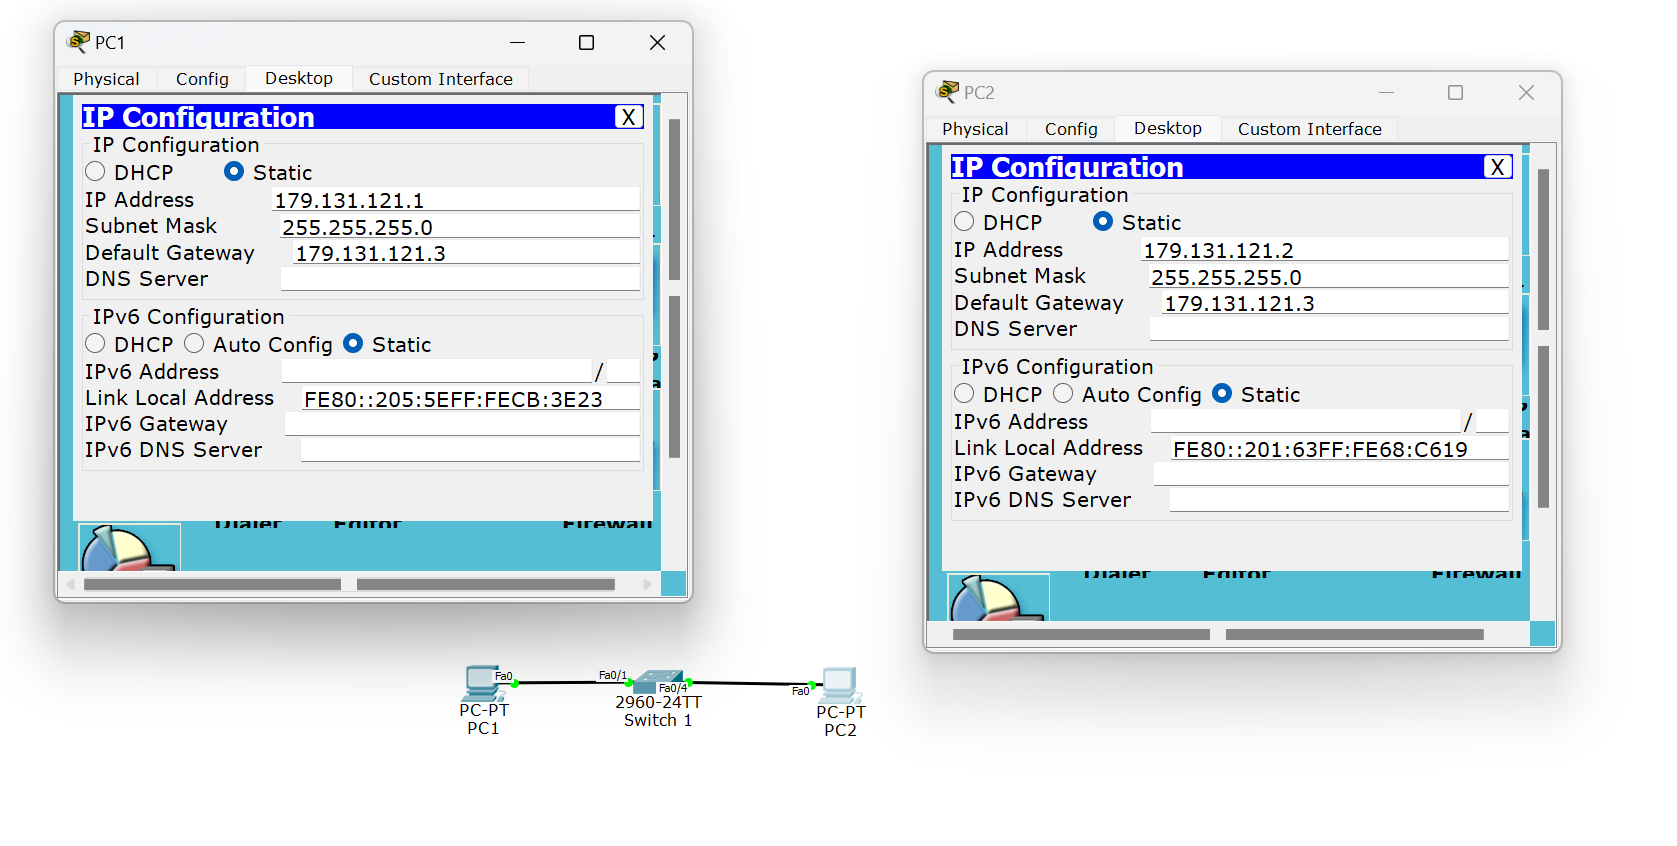 PC1
Physical Config Desktop Custom Interface
IP Configuration X
IP Configuration
DHCP Static
IP Address 179.131.121.1
Subnet Mask 255.255.255.0
Default Gateway 179.131.121.3
DNS Server
IPv6 Configuration
DHCP Auto Config Static
IPv6 Address /
Link Local Address FE80::205:5EFF:FECB:3E23
IPv6 Gateway
IPv6 DNS Server
Dialer Editor Firewall
PC2
Physical Config Desktop Custom Interface
IP Configuration X
IP Configuration
DHCP Static
IP Address 179.131.121.2
Subnet Mask 255.255.255.0
Default Gateway 179.131.121.3
DNS Server
IPv6 Configuration
DHCP Auto Config Static
IPv6 Address /
Link Local Address FE80::201:63FF:FE68:C619
IPv6 Gateway
IPv6 DNS Server
Dialer Editor Firewall
Fa0 Fa0/1 Fa0/4 Fa0
PC-PT
PC1
2960-24TT
Switch 1
PC-PT
PC2